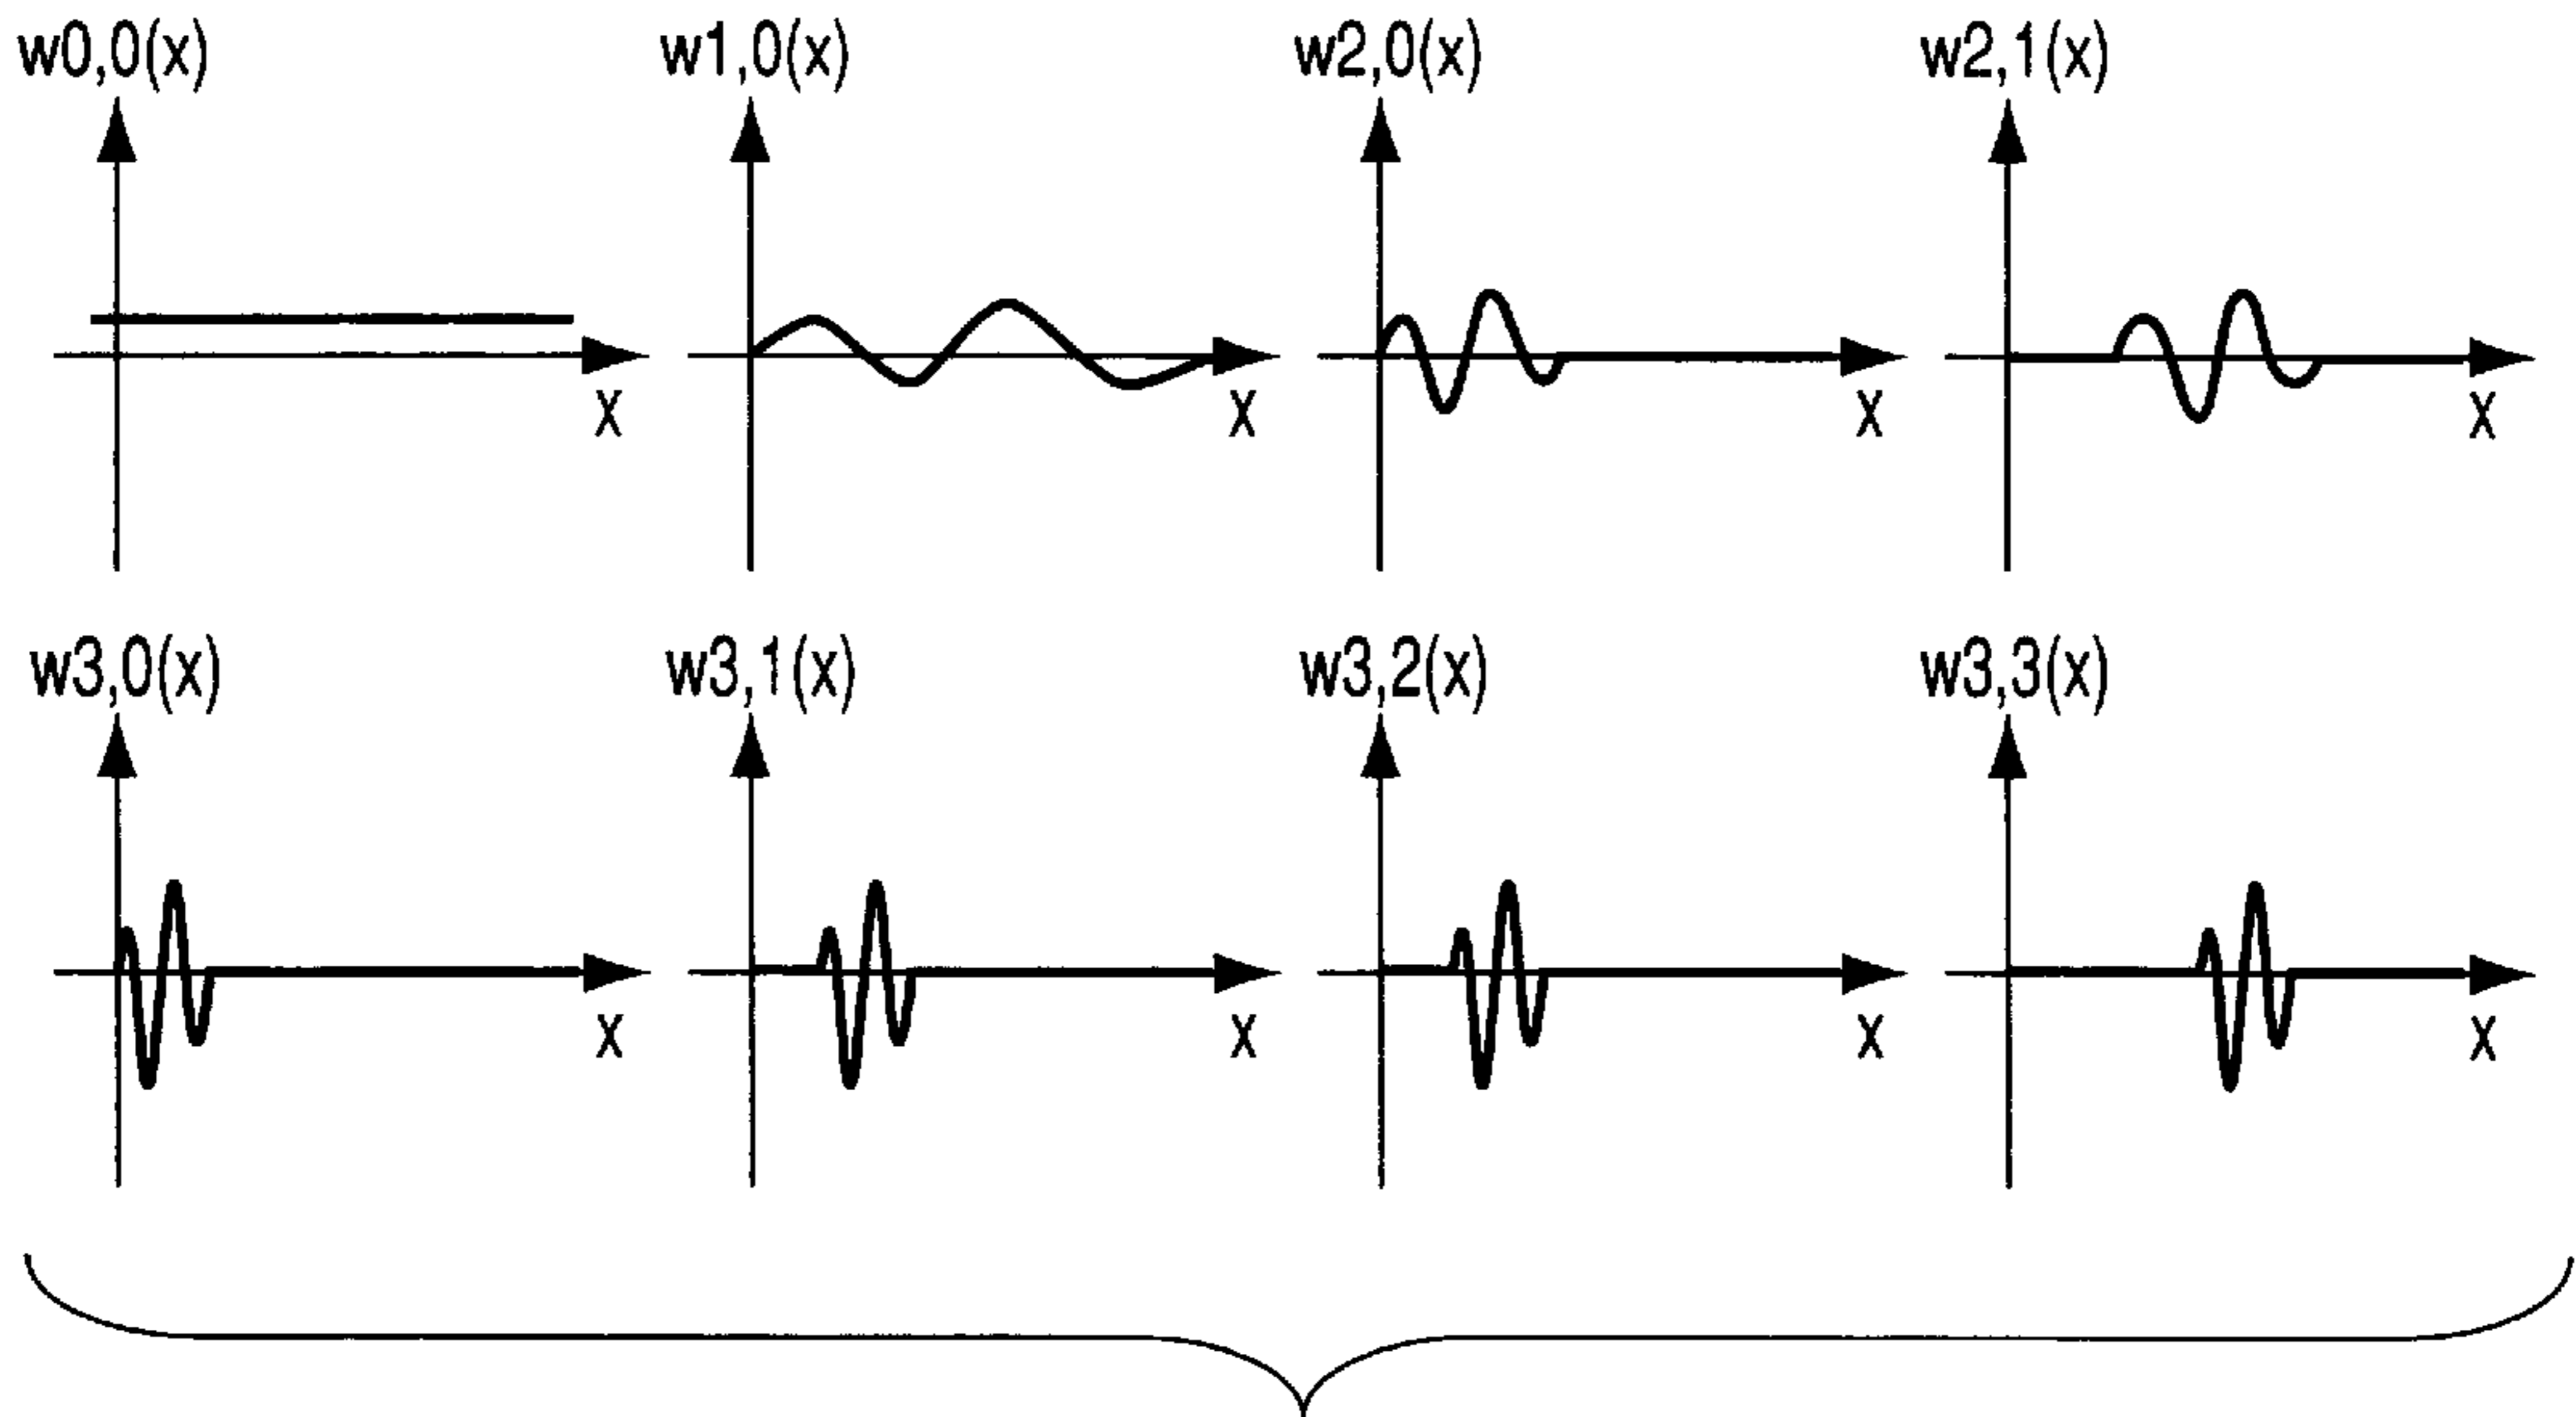 w0,0(x) w1,0(x) w2,0(x) w2,1(x)
X X X X
w3,0(x) w3,1(x) w3,2(x) w3,3(x)
X X X X